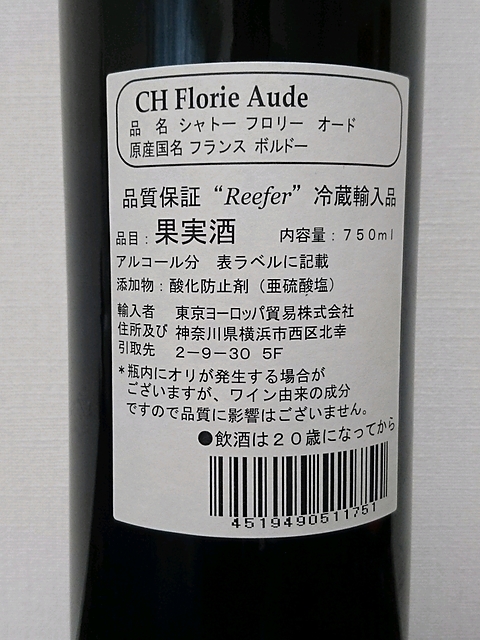 CH Florie Aude
品 名 シャトー フロリー オード
原産国名 フランス ボルドー
品質保証 “Reefer” 冷蔵輸入品
品目：果実酒 内容量：７５０ml
アルコール分 表ラベルに記載
添加物：酸化防止剤（亜硫酸塩）
輸入者 東京ヨーロッパ貿易株式会社
住所及び 神奈川県横浜市西区北幸
引取先 2－9－30 5F
＊瓶内にオリが発生する場合が
ございますが、ワイン由来の成分
ですので品質に影響はございません。
●飲酒は２０歳になってから
4519490511751